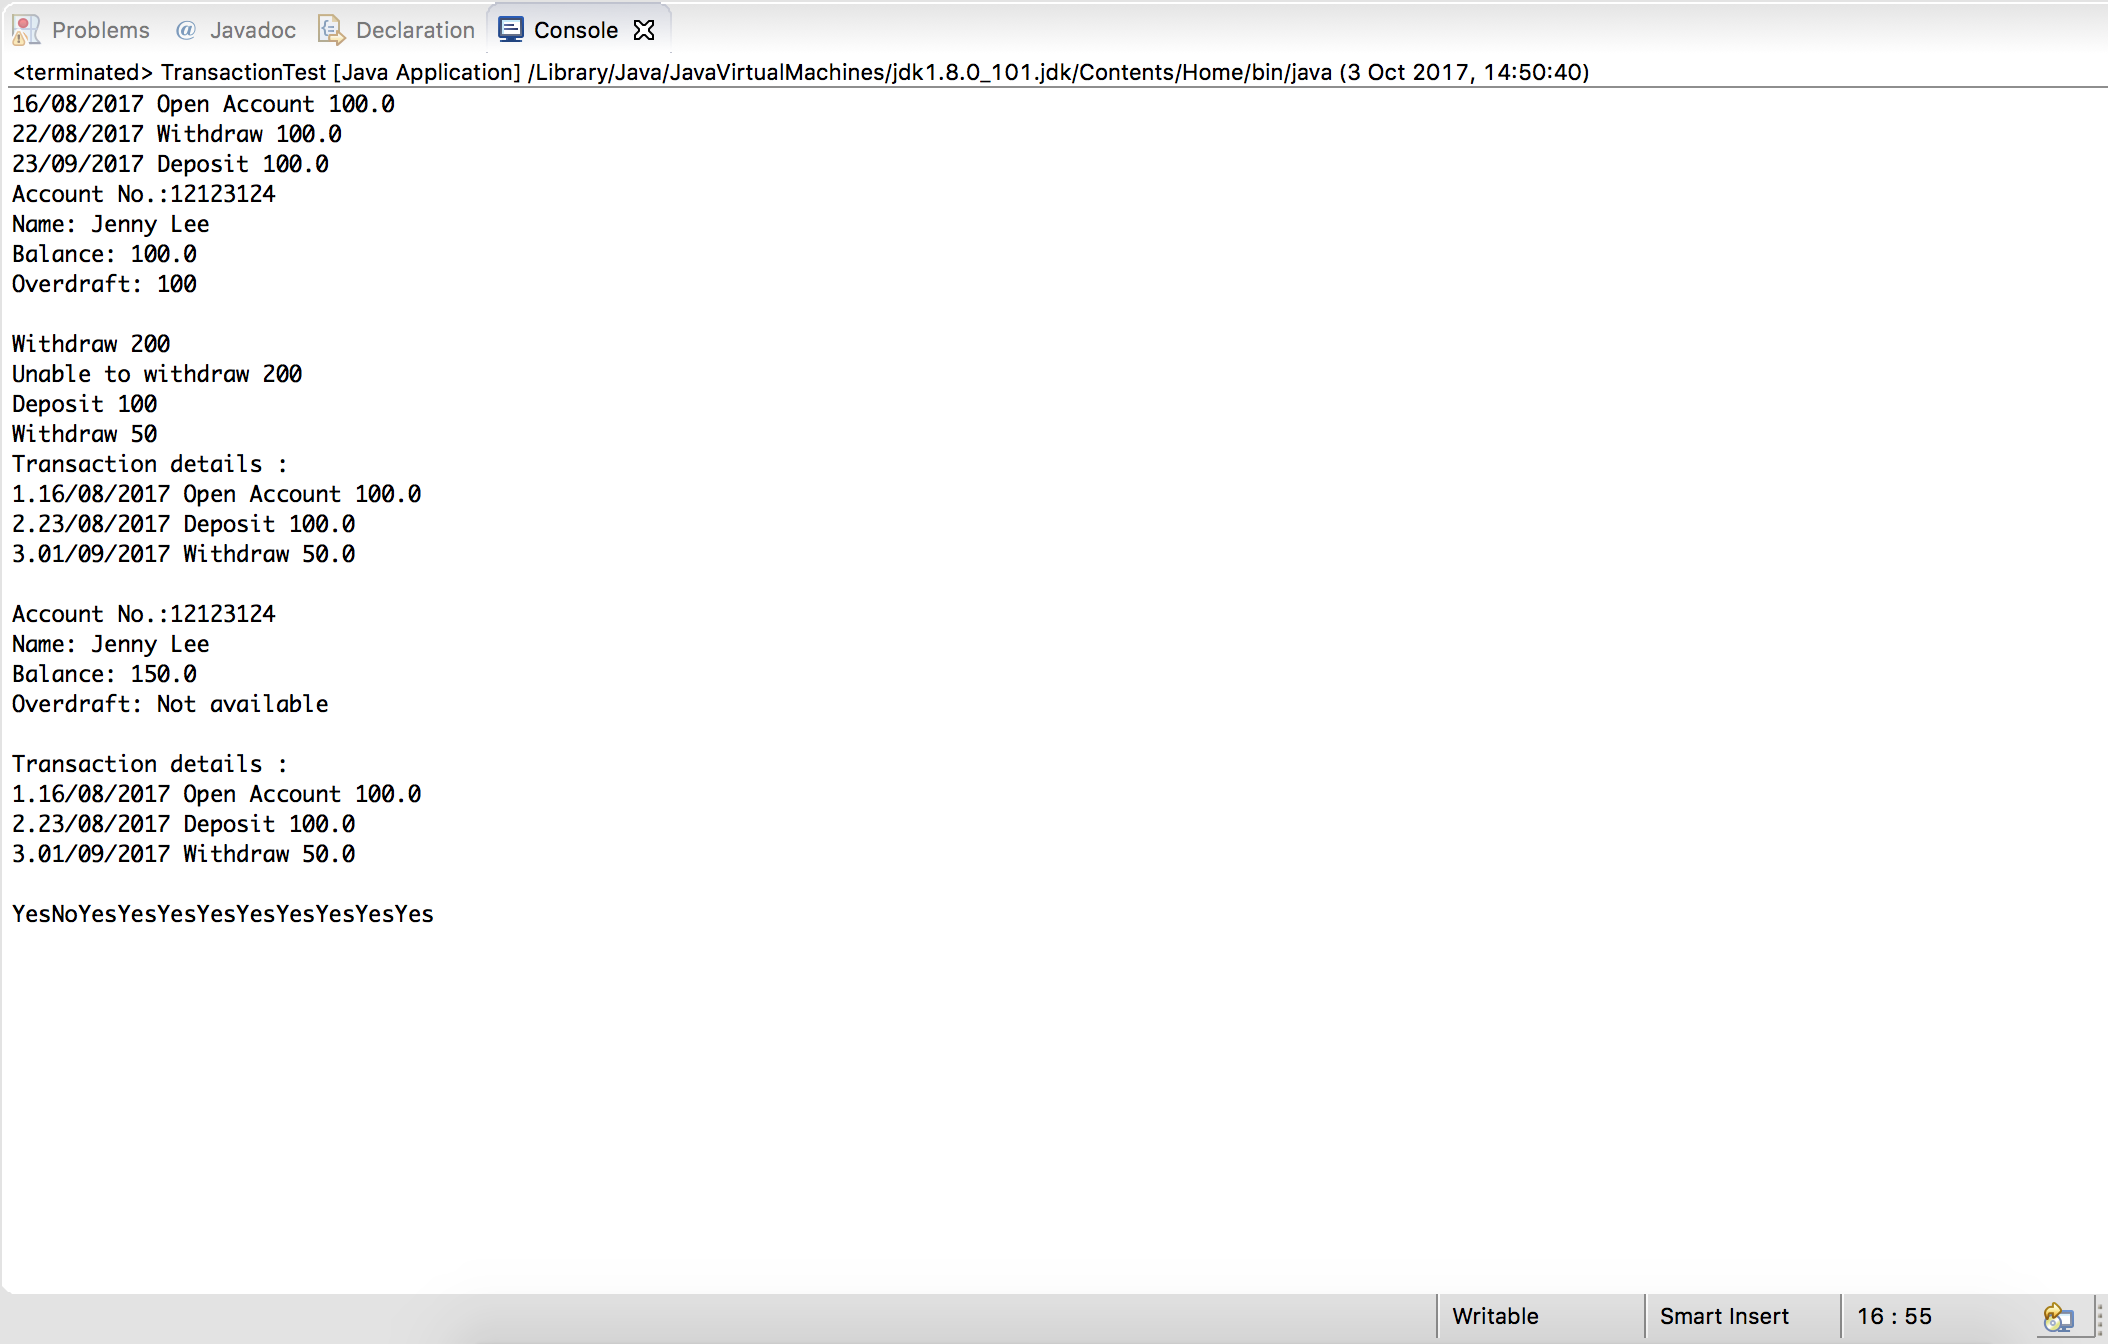 Problems @ Javadoc Declaration Console
<terminated> TransactionTest [Java Application] /Library/Java/JavaVirtualMachines/jdk1.8.0_101.jdk/Contents/Home/bin/java (3 Oct 2017, 14:50:40)
16/08/2017 Open Account 100.0
22/08/2017 Withdraw 100.0
23/09/2017 Deposit 100.0
Account No.:12123124
Name: Jenny Lee
Balance: 100.0
Overdraft: 100
Withdraw 200
Unable to withdraw 200
Deposit 100
Withdraw 50
Transaction details :
1.16/08/2017 Open Account 100.0
2.23/08/2017 Deposit 100.0
3.01/09/2017 Withdraw 50.0
Account No.:12123124
Name: Jenny Lee
Balance: 150.0
Overdraft: Not available
Transaction details :
1.16/08/2017 Open Account 100.0
2.23/08/2017 Deposit 100.0
3.01/09/2017 Withdraw 50.0
YesNoYesYesYesYesYesYesYesYesYes
Writable Smart Insert 16 : 55